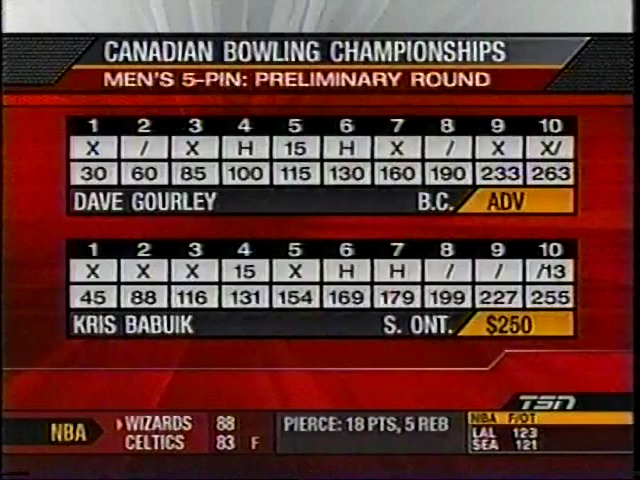 CANADIAN BOWLING CHAMPIONSHIPS
MEN'S 5-PIN: PRELIMINARY ROUND
1 2 3 4 5 6 7 8 9 10
X / X H 15 H X / X X/
30 60 85 100 115 130 160 190 233 263
DAVE GOURLEY B.C. ADV
1 2 3 4 5 6 7 8 9 10
X X X 15 X H H / / /13
45 88 116 131 154 169 179 199 227 255
KRIS BABUIK S. ONT. $250
TSN
NBA
WIZARDS 88
CELTICS 83 F
PIERCE: 18 PTS, 5 REB
NBA F/OT
LAL 123
SEA 121